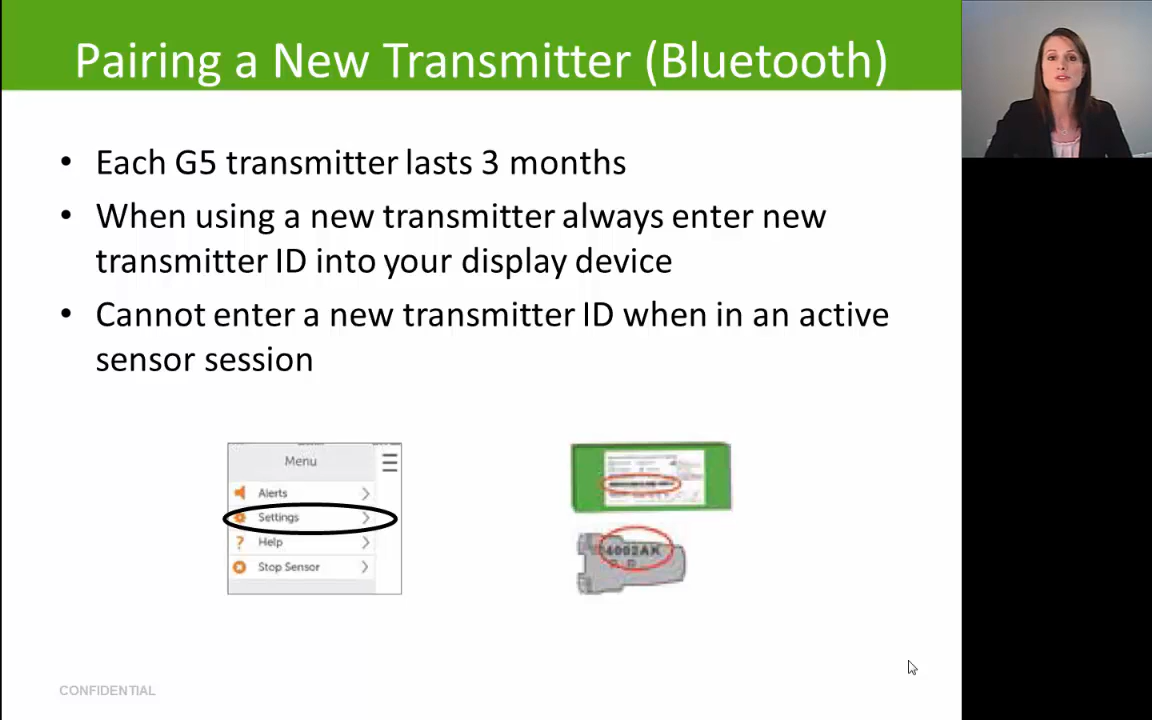 Pairing a New Transmitter (Bluetooth)
• Each G5 transmitter lasts 3 months
• When using a new transmitter always enter new
transmitter ID into your display device
• Cannot enter a new transmitter ID when in an active
sensor session
Menu
Alerts
Settings
? Help
Stop Sensor
4002AK
CONFIDENTIAL